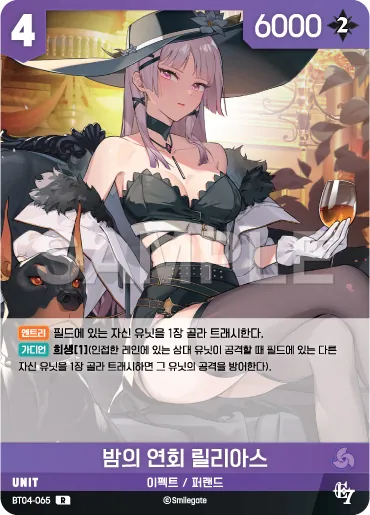 4
6000
2
SAMPLE
엔트리 필드에 있는 자신 유닛을 1장 골라 트래시한다.
가디언 희생[1](인접한 레인에 있는 상대 유닛이 공격할 때 필드에 있는 다른
자신 유닛을 1장 골라 트래시하면 그 유닛의 공격을 방어한다).
밤의 연회 릴리아스
UNIT
이펙트 / 퍼랜드
BT04-065 R
©Smilegate